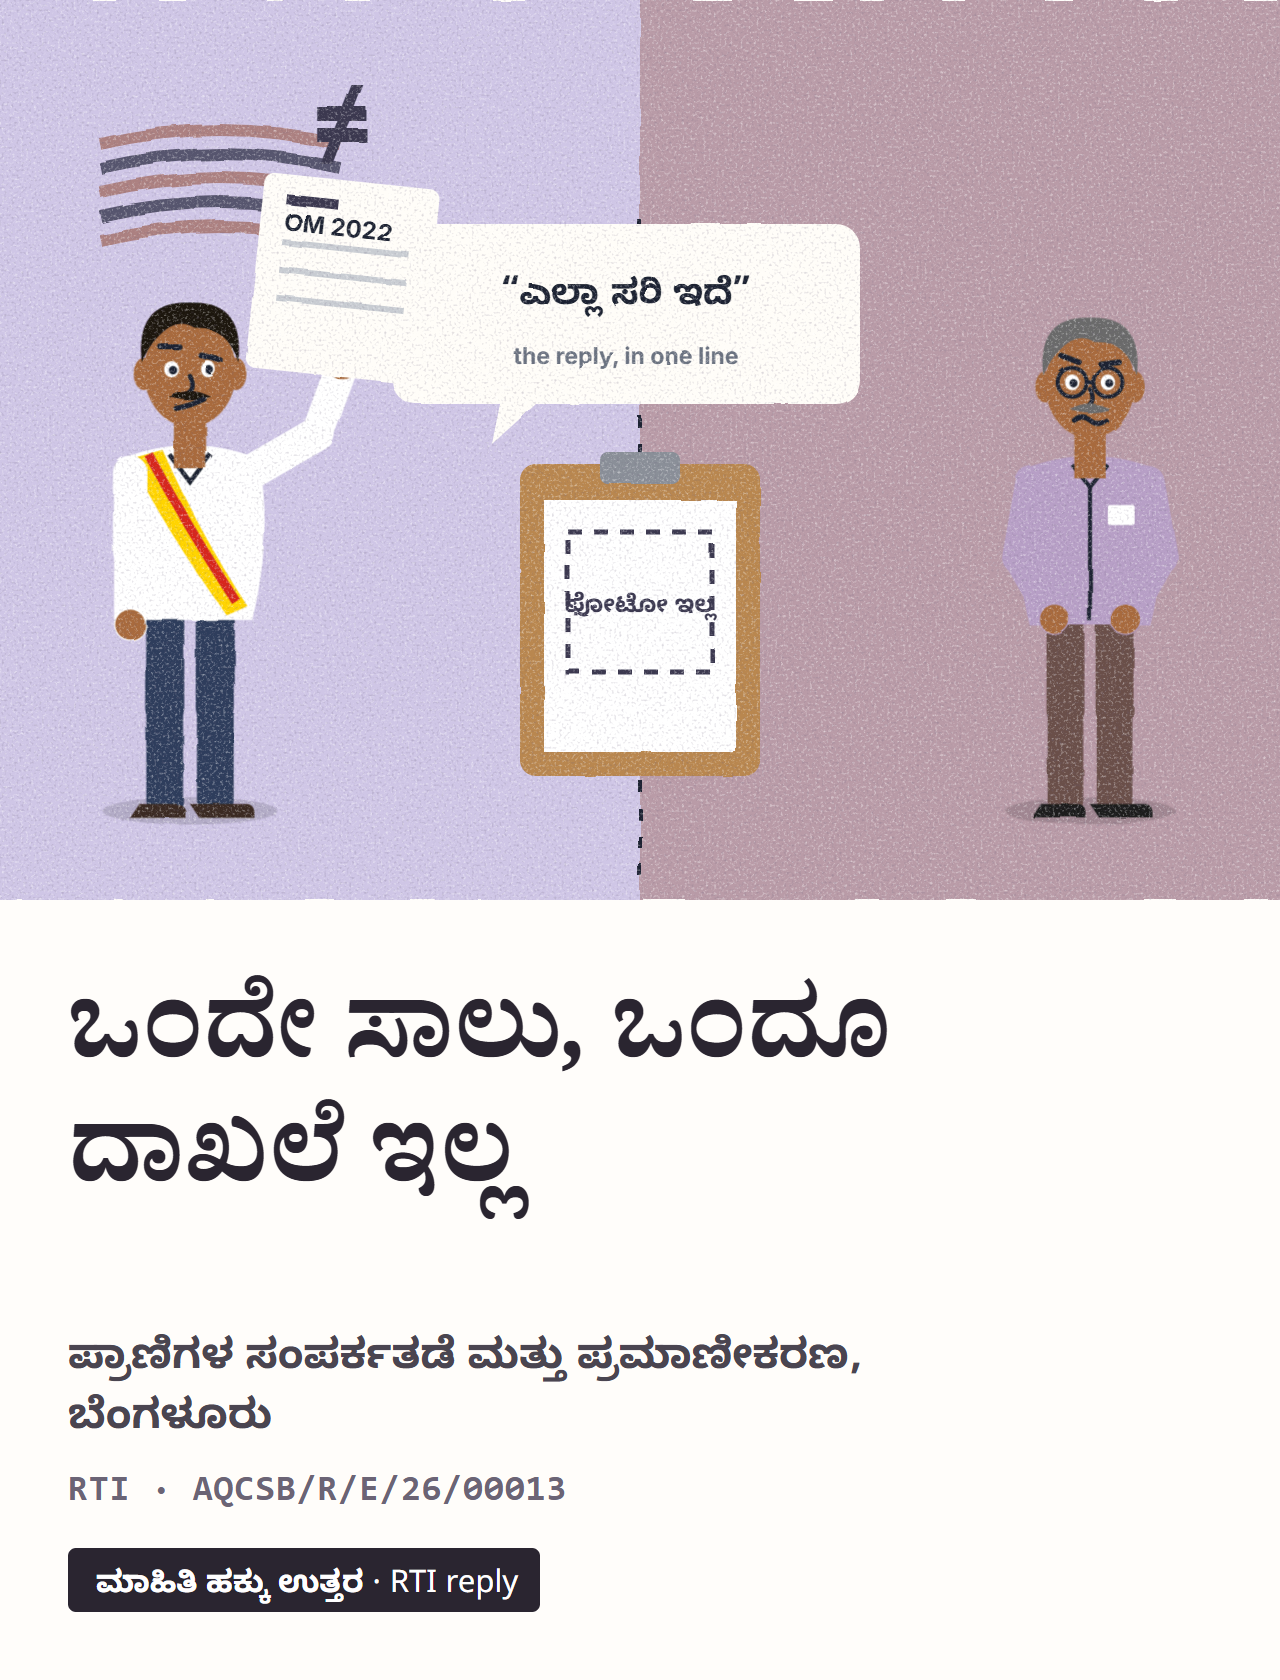 ≠
OM 2022
“ಎಲ್ಲಾ ಸರಿ ಇದೆ”
the reply, in one line
ಫೋಟೋ ಇಲ್ಲ
ಒಂದೇ ಸಾಲು, ಒಂದೂ
ದಾಖಲೆ ಇಲ್ಲ
ಪ್ರಾಣಿಗಳ ಸಂಪರ್ಕತಡೆ ಮತ್ತು ಪ್ರಮಾಣೀಕರಣ,
ಬೆಂಗಳೂರು
RTI · AQCSB/R/E/26/00013
ಮಾಹಿತಿ ಹಕ್ಕು ಉತ್ತರ · RTI reply